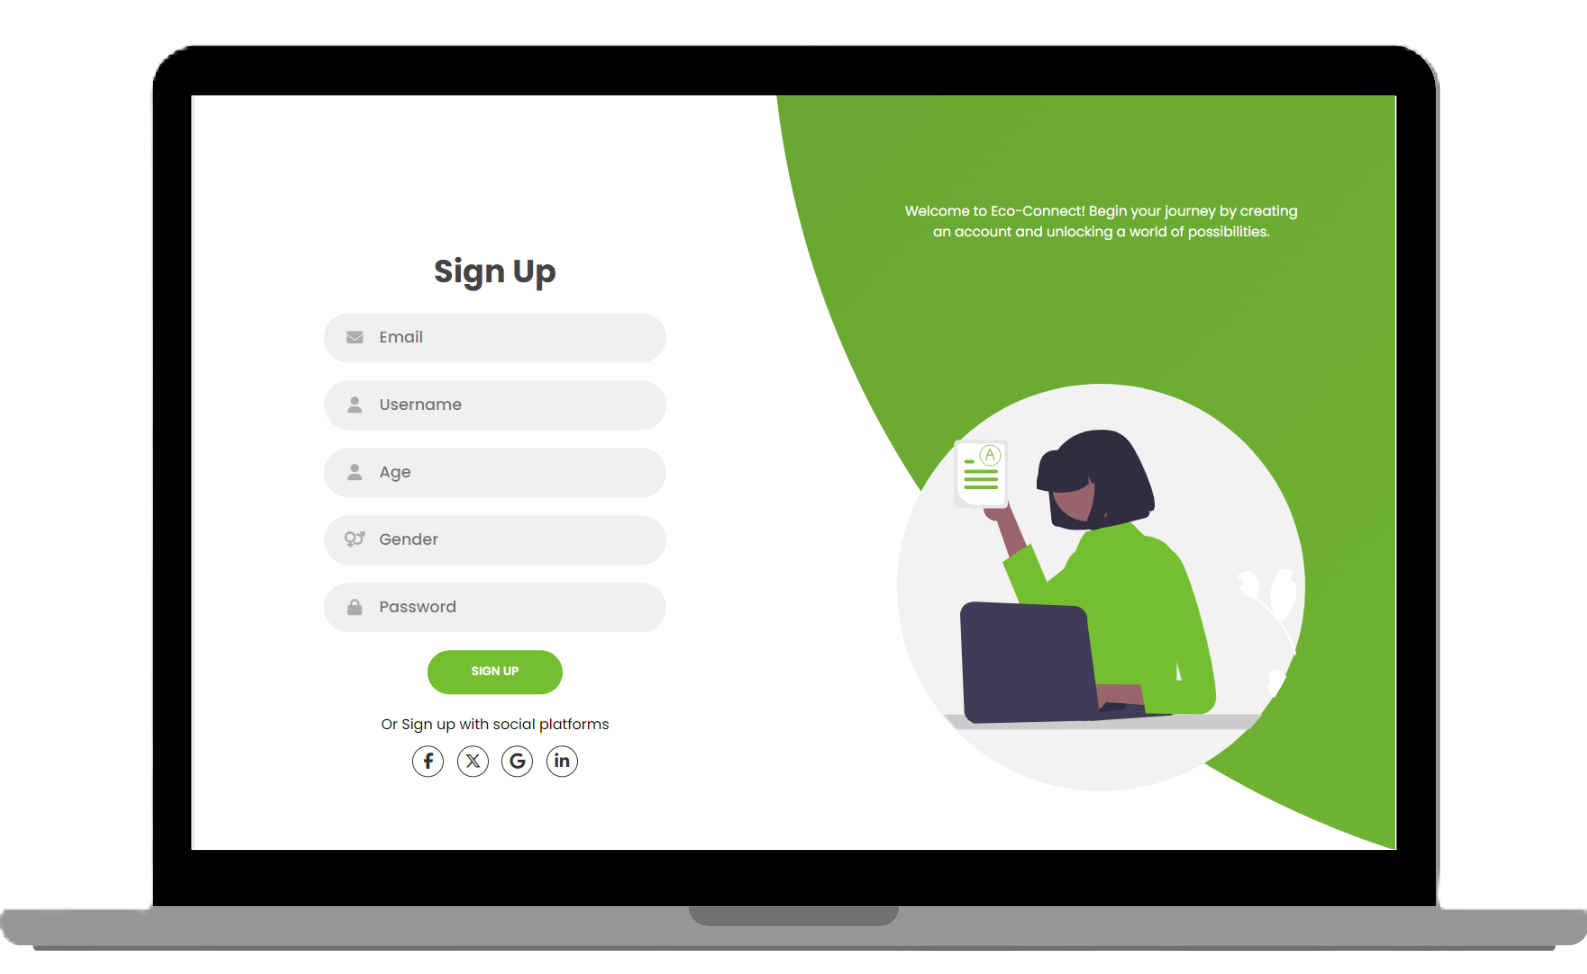 Welcome to Eco-Connect! Begin your journey by creating
an account and unlocking a world of possibilities.
Sign Up
Email
Username
Age
Gender
Password
SIGN UP
Or Sign up with social platforms
f
X
G
in
A